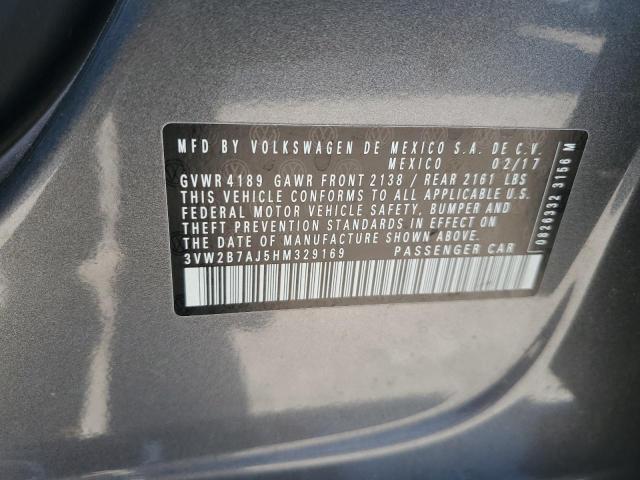 MFD BY VOLKSWAGEN DE MEXICO S.A. DE C.V.
MEXICO 02/17
GVWR 4189 GAWR FRONT 2138 / REAR 2161 LBS
THIS VEHICLE CONFORMS TO ALL APPLICABLE U.S.
FEDERAL MOTOR VEHICLE SAFETY, BUMPER AND
THEFT PREVENTION STANDARDS IN EFFECT ON
THE DATE OF MANUFACTURE SHOWN ABOVE.
3VW2B7AJ5HM329169 PASSENGER CAR
0820332 3156 M